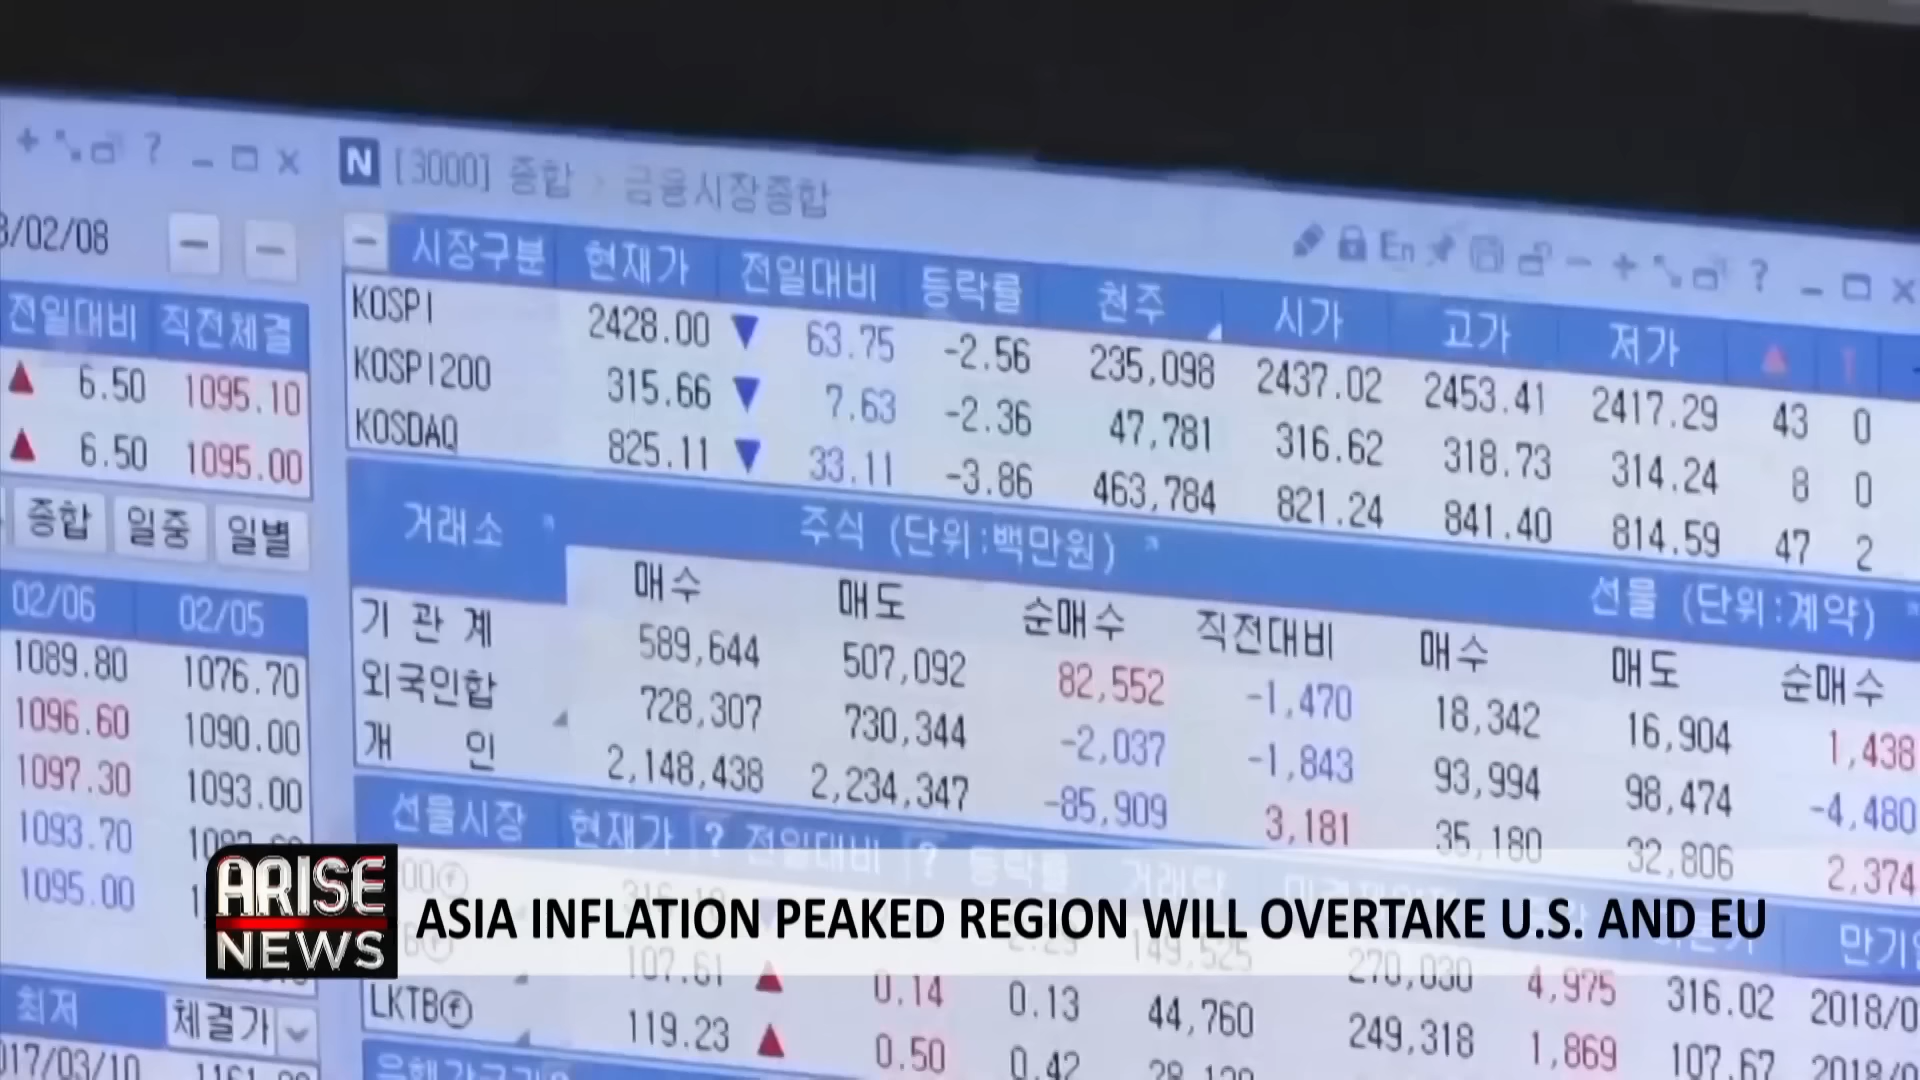 [3000] 종합 > 금융시장종합
3/02/08
En
시장구분 현재가 전일대비 등락률 천주 시가 고가 저가
전일대비 직전체결
KOSPI 2428.00 ▼ 63.75 -2.56 235,098 2437.02 2453.41 2417.29 43 0
▲ 6.50 1095.10
KOSPI200 315.66 ▼ 7.63 -2.36 47,781 316.62 318.73 314.24 8 0
▲ 6.50 1095.00
KOSDAQ 825.11 ▼ 33.11 -3.86 463,784 821.24 841.40 814.59 47 2
종합 일중 일별
거래소 주식 (단위:백만원) 선물 (단위:계약)
매수 매도 순매수 직전대비 매수 매도 순매수
02/06 02/05
기관계 589,644 507,092 82,552 -1,470 18,342 16,904 1,438
1089.80 1076.70
외국인합 728,307 730,344 -2,037 -1,843 93,994 98,474 -4,480
1096.60 1090.00
개 인 2,148,438 2,234,347 -85,909 3,181 35,180 32,806 2,374
1097.30 1093.00
선물시장 현재가 ? 전일대비 ? 등락률 거래량
1093.70
1095.00
ARISE
NEWS
ASIA INFLATION PEAKED REGION WILL OVERTAKE U.S. AND EU
만기
107.61 ▲ 0.14 0.13 44,760 249,318 1,869 107.67 2018/0
270,030 4,975 316.02 2018/0
LKTB 119.23 ▲ 0.50 0.42
최저 체결가
017/03/10